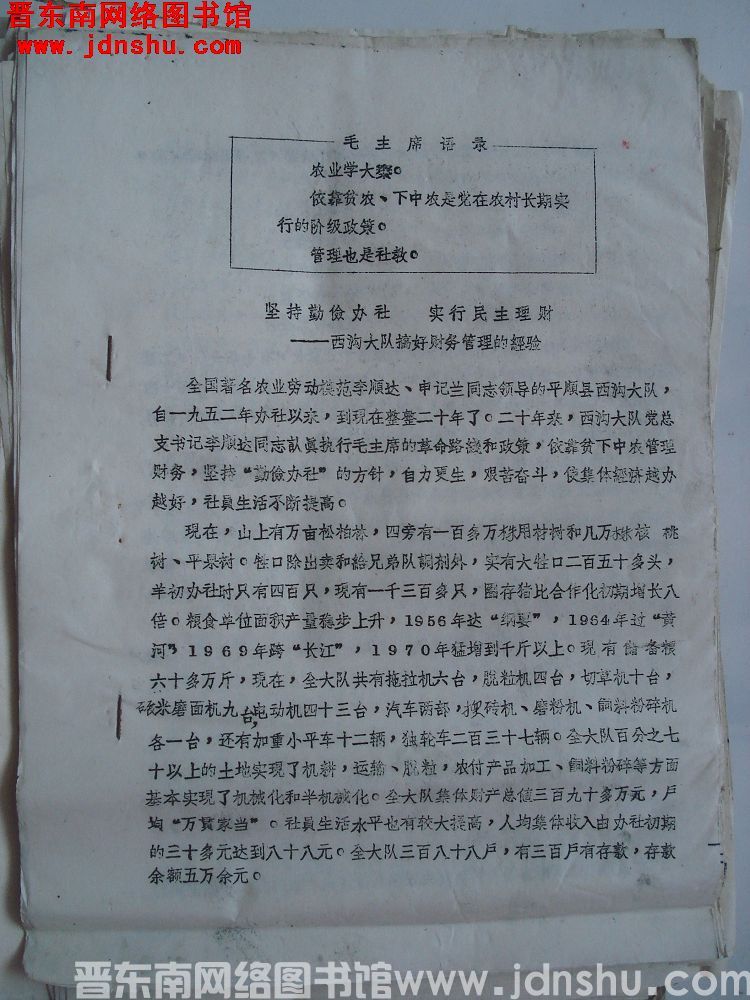 晋东南网络图书馆
www.jdnshu.com
毛主席语录
农业学大寨。
依靠贫农、下中农是党在农村长期实
行的阶级政策。
管理也是社教。
坚持勤俭办社 实行民主理财
——西沟大队搞好财务管理的經验
全国著名农业劳动模范李順达、申记兰同志领导的平順县西沟大队，
自一九五二年办社以来，到现在整整二十年了。二十年来，西沟大队党总
支书记李順达同志認眞执行毛主席的革命路綫和政策，依靠贫下中农管理
财务，坚持“勤俭办社”的方针，自力更生，艰苦奋斗，使集体經济越办
越好，社員生活不断提高。
现在，山上有万亩松柏林，四旁有一百多万株用材树和几万株核 桃
树、平果树。牲口除出卖和給兄弟队調剂外，实有大牲口二百五十多头，
羊初办社时只有四百只，现有一千三百多只，圈存猪比合作化初期增长八
倍。粮食单位面积产量稳步上升，1956年达“纲要”，1964年过“黄
河”1969年跨“长江”，1970年猛增到千斤以上。现有儲备粮
六十多万斤，现在，全大队共有拖拉机六台，脱粒机四台，切草机十台，
碾米磨面机九台，电动机四十三台，汽车两部，制砖机、磨粉机、飼料粉碎机
各一台，还有加重小平车十二辆，独轮车二百三十七辆。全大队百分之七
十以上的土地实现了机耕，运输、脱粒，农付产品加工、飼料粉碎等方面
基本实现了机械化和半机械化。全大队集体财产总值三百九十多万元，户
均“万貫家当”。社員生活水平也有较大提高，人均集体收入由办社初期
的三十多元达到八十八元。全大队三百八十八户，有三百户有存款，存款
余额五万余元。
晋东南网络图书馆www.jdnshu.com